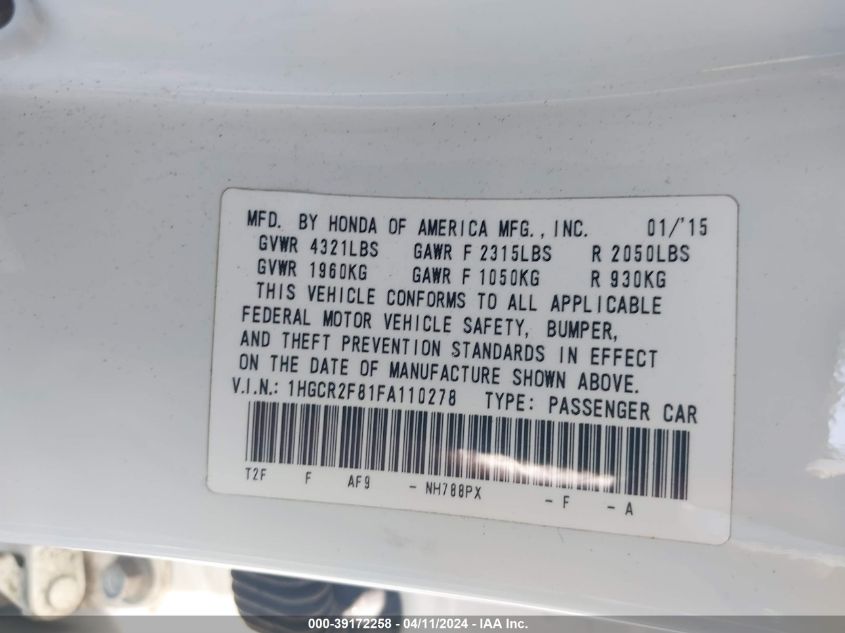 MFD. BY HONDA OF AMERICA MFG., INC. 01/'15
GVWR 4321LBS GAWR F 2315LBS R 2050LBS
GVWR 1960KG GAWR F 1050KG R 930KG
THIS VEHICLE CONFORMS TO ALL APPLICABLE
FEDERAL MOTOR VEHICLE SAFETY, BUMPER,
AND THEFT PREVENTION STANDARDS IN EFFECT
ON THE DATE OF MANUFACTURE SHOWN ABOVE.
V.I.N.: 1HGCR2F81FA110278 TYPE: PASSENGER CAR
T2F F AF9 - NH788PX - F - A
000-39172258 - 04/11/2024 - IAA Inc.